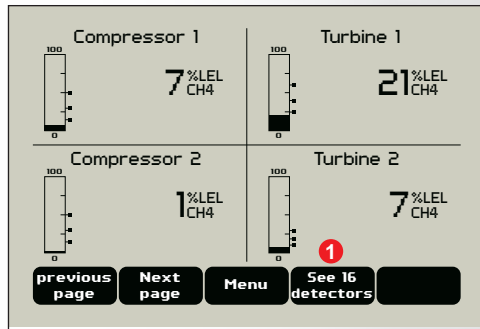 Compressor 1
100
7 %LEL
CH4
0
Turbine 1
100
21 %LEL
CH4
0
Compressor 2
100
1 %LEL
CH4
0
Turbine 2
100
7 %LEL
CH4
0
1
previous
page
Next
page
Menu
See 16
detectors